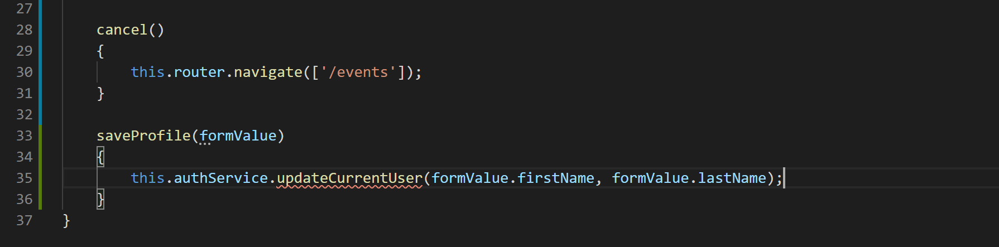 27
28 cancel()
29 {
30 this.router.navigate(['/events']);
31 }
32
33 saveProfile(formValue)
34 {
35 this.authService.updateCurrentUser(formValue.firstName, formValue.lastName);
36 }
37 }